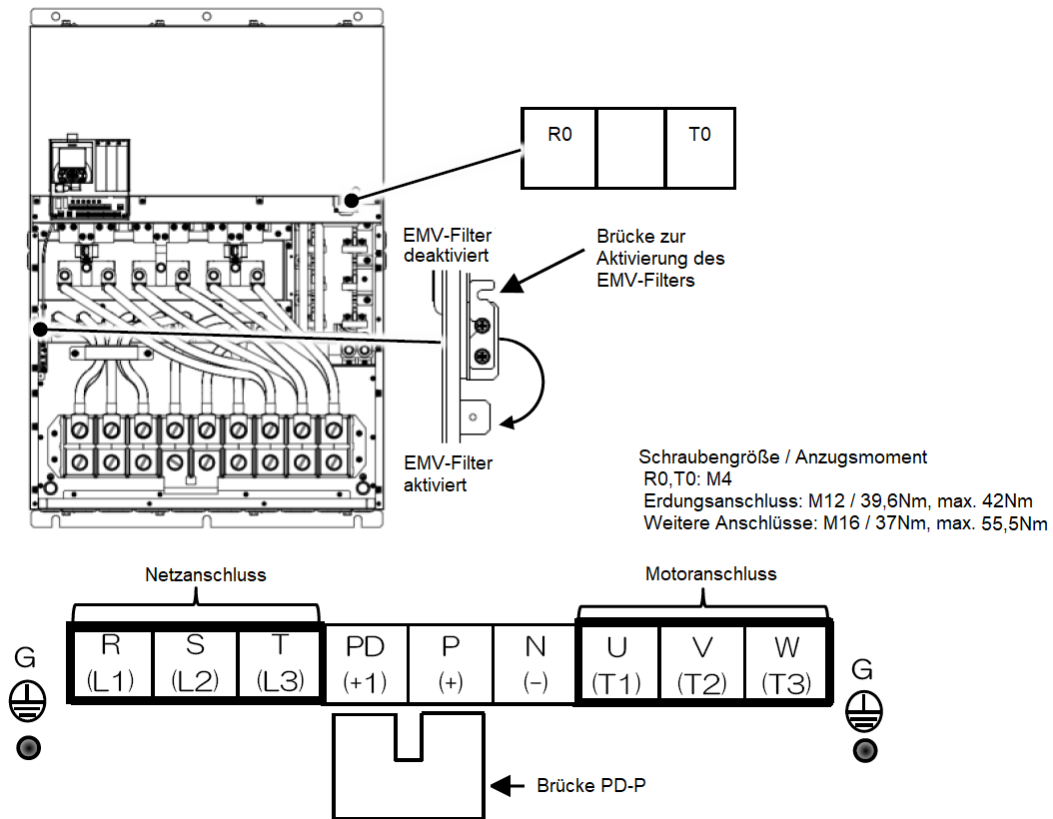 R0
T0
EMV-Filter
deaktiviert
Brücke zur
Aktivierung des
EMV-Filters
EMV-Filter
aktiviert
Schraubengröße / Anzugsmoment
R0,T0: M4
Erdungsanschluss: M12 / 39,6Nm, max. 42Nm
Weitere Anschlüsse: M16 / 37Nm, max. 55,5Nm
Netzanschluss
Motoranschluss
G
R
(L1)
S
(L2)
T
(L3)
PD
(+1)
P
(+)
N
(-)
U
(T1)
V
(T2)
W
(T3)
G
Brücke PD-P